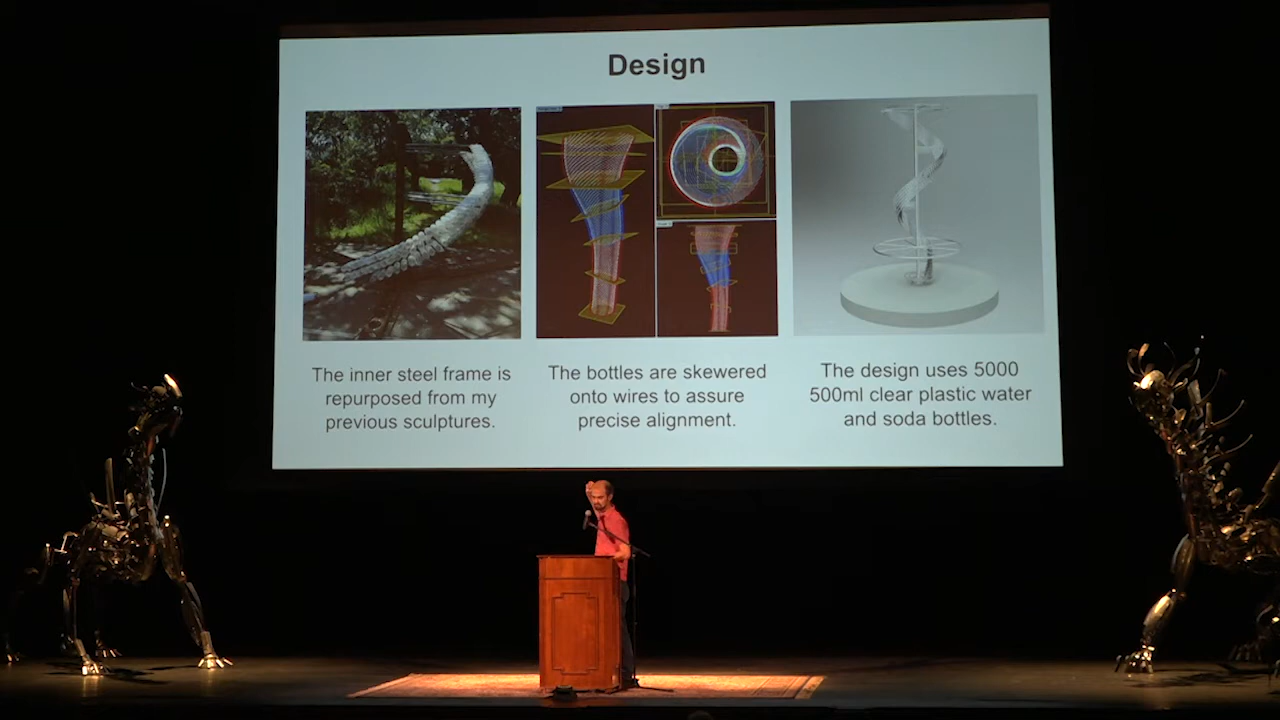 Design
The inner steel frame is
repurposed from my
previous sculptures.
The bottles are skewered
onto wires to assure
precise alignment.
The design uses 5000
500ml clear plastic water
and soda bottles.